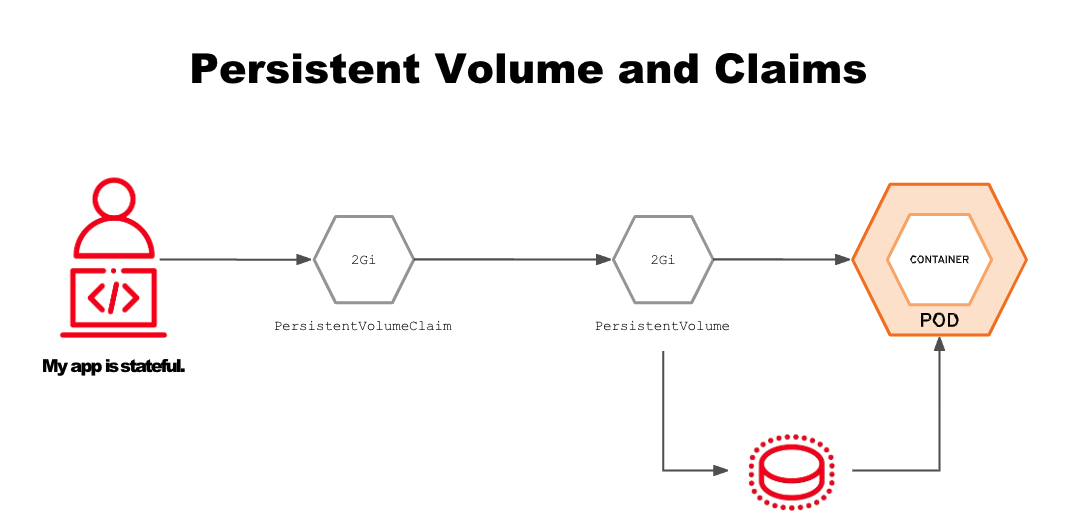 Persistent Volume and Claims
2Gi
2Gi
CONTAINER
PersistentVolumeClaim
PersistentVolume
POD
My app is stateful.